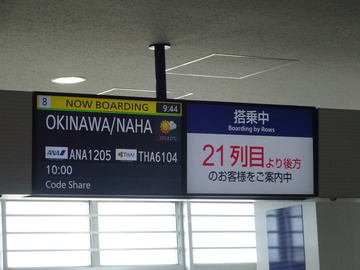 8 NOW BOARDING 9:44
OKINAWA/NAHA
ANA ANA1205 THAI THA6104
10:00
Code Share
搭乗中
Boarding by Rows
21列目より後方
のお客様をご案内中